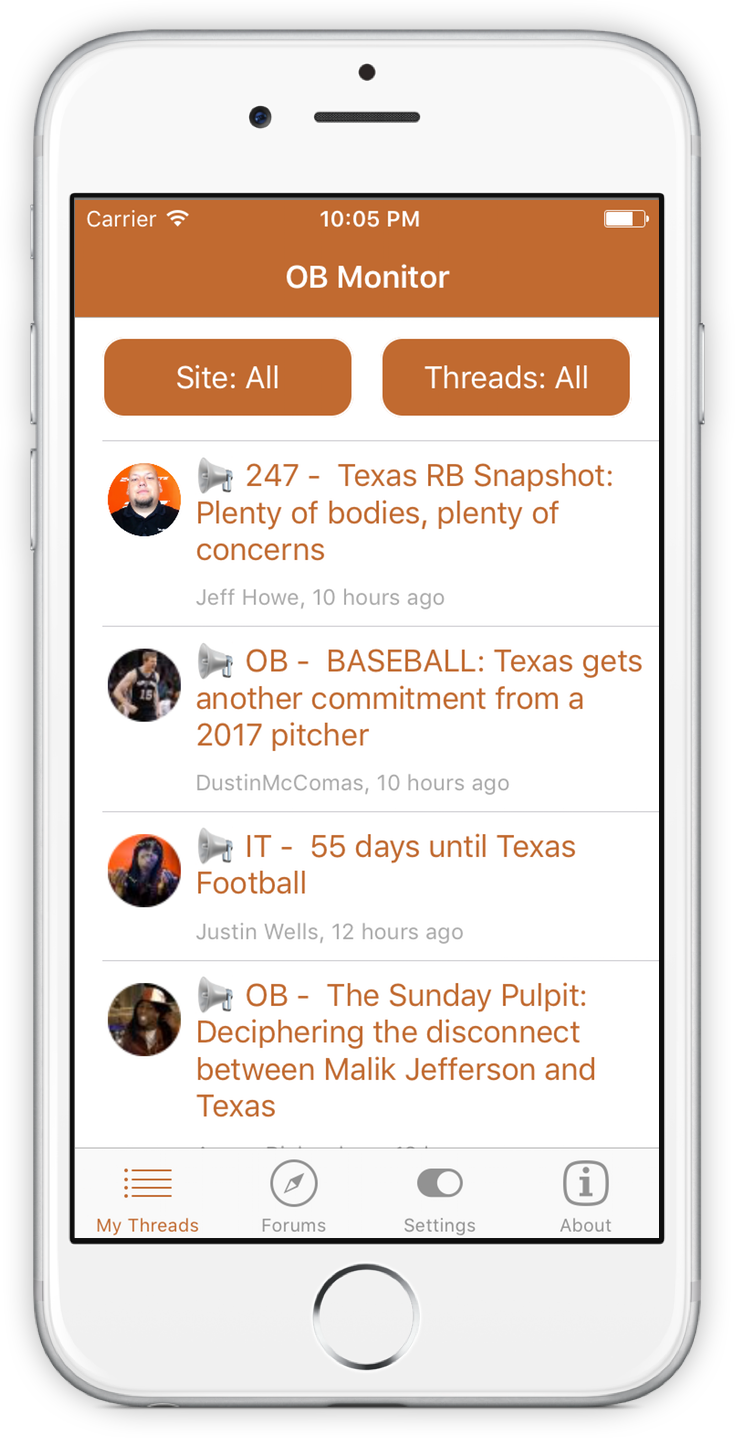 Carrier 10:05 PM
OB Monitor
Site: All Threads: All
247 - Texas RB Snapshot:
Plenty of bodies, plenty of
concerns
Jeff Howe, 10 hours ago
OB - BASEBALL: Texas gets
another commitment from a
2017 pitcher
DustinMcComas, 10 hours ago
IT - 55 days until Texas
Football
Justin Wells, 12 hours ago
OB - The Sunday Pulpit:
Deciphering the disconnect
between Malik Jefferson and
Texas
My Threads Forums Settings About